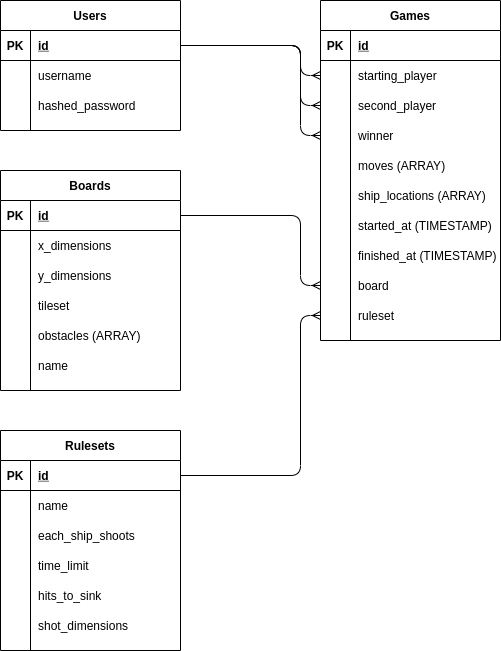 Users
PK id
username
hashed_password
Games
PK id
starting_player
second_player
winner
moves (ARRAY)
ship_locations (ARRAY)
started_at (TIMESTAMP)
finished_at (TIMESTAMP)
board
ruleset
Boards
PK id
x_dimensions
y_dimensions
tileset
obstacles (ARRAY)
name
Rulesets
PK id
name
each_ship_shoots
time_limit
hits_to_sink
shot_dimensions